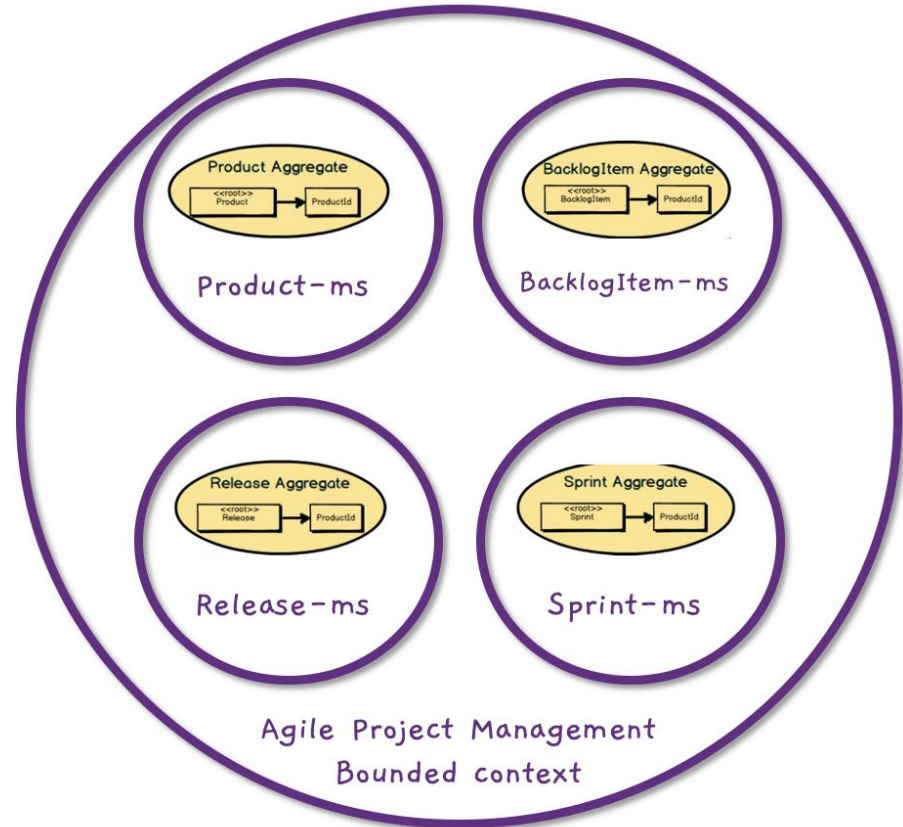 Product Aggregate
<<root>>
Product
ProductId
Product-ms
BacklogItem Aggregate
<<root>>
BacklogItem
ProductId
BacklogItem-ms
Release Aggregate
<<root>>
Release
ProductId
Release-ms
Sprint Aggregate
<<root>>
Sprint
ProductId
Sprint-ms
Agile Project Management
Bounded context